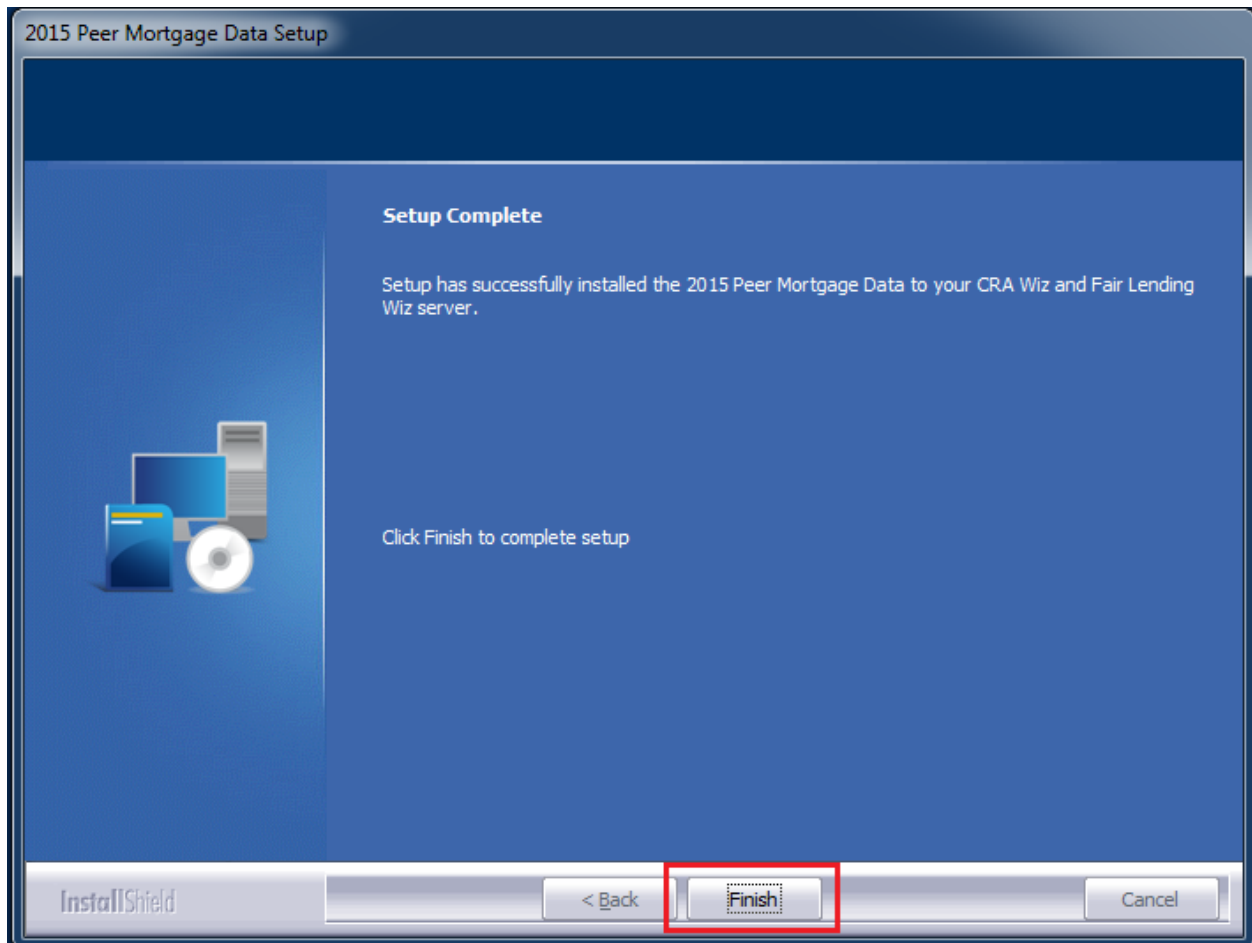 2015 Peer Mortgage Data Setup
Setup Complete
Setup has successfully installed the 2015 Peer Mortgage Data to your CRA Wiz and Fair Lending
Wiz server.
Click Finish to complete setup
InstallShield
< Back
Finish
Cancel